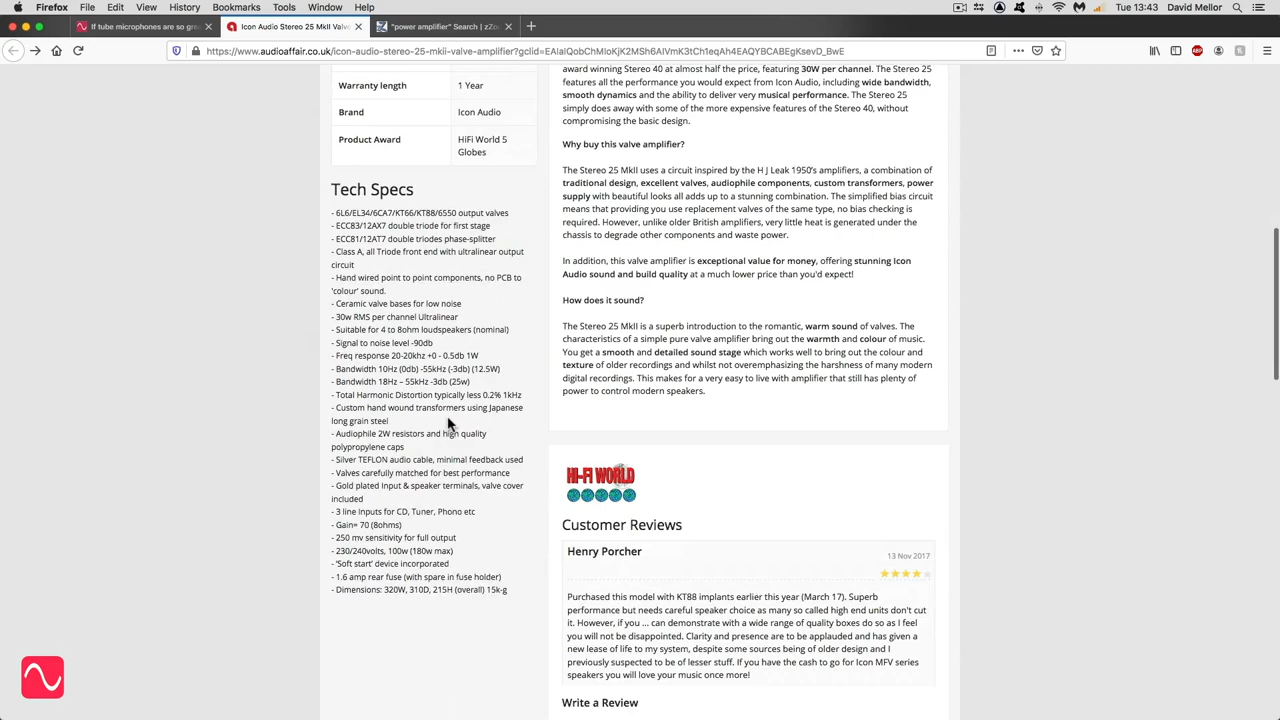 Firefox File Edit View History Bookmarks Tools Window Help
Tue 13:43 David Mellor
If tube microphones are so gre
Icon Audio Stereo 25 MkII Valv
"power amplifier" Search | zZo
https://www.audioaffair.co.uk/icon-audio-stereo-25-mkii-valve-amplifier?gclid=EAIaIQobChMIoKjK2MSh6AIVmK3tCh1eqAh4EAQYBCABEgKsevD_BwE
Warranty length 1 Year
Brand Icon Audio
Product Award HiFi World 5
Globes
Tech Specs
- 6L6/EL34/6CA7/KT66/KT88/6550 output valves
- ECC83/12AX7 double triode for first stage
- ECC81/12AT7 double triodes phase-splitter
- Class A, all Triode front end with ultralinear output
circuit
- Hand wired point to point components, no PCB to
'colour' sound.
- Ceramic valve bases for low noise
- 30w RMS per channel Ultralinear
- Suitable for 4 to 8ohm loudspeakers (nominal)
- Signal to noise level -90db
- Freq response 20-20khz +0 - 0.5db 1W
- Bandwidth 10Hz (0db) -55kHz (-3db) (12.5W)
- Bandwidth 18Hz – 55kHz -3db (25w)
- Total Harmonic Distortion typically less 0.2% 1kHz
- Custom hand wound transformers using Japanese
long grain steel
- Audiophile 2W resistors and high quality
polypropylene caps
- Silver TEFLON audio cable, minimal feedback used
- Valves carefully matched for best performance
- Gold plated Input & speaker terminals, valve cover
included
- 3 line Inputs for CD, Tuner, Phono etc
- Gain= 70 (8ohms)
- 250 mv sensitivity for full output
- 230/240volts, 100w (180w max)
- 'Soft start' device incorporated
- 1.6 amp rear fuse (with spare in fuse holder)
- Dimensions: 320W, 310D, 215H (overall) 15k-g
award winning Stereo 40 at almost half the price, featuring 30W per channel. The Stereo 25
features all the performance you would expect from Icon Audio, including wide bandwidth,
smooth dynamics and the ability to deliver very musical performance. The Stereo 25
simply does away with some of the more expensive features of the Stereo 40, without
compromising the basic design.
Why buy this valve amplifier?
The Stereo 25 MkII uses a circuit inspired by the H J Leak 1950's amplifiers, a combination of
traditional design, excellent valves, audiophile components, custom transformers, power
supply with beautiful looks all adds up to a stunning combination. The simplified bias circuit
means that providing you use replacement valves of the same type, no bias checking is
required. However, unlike older British amplifiers, very little heat is generated under the
chassis to degrade other components and waste power.
In addition, this valve amplifier is exceptional value for money, offering stunning Icon
Audio sound and build quality at a much lower price than you'd expect!
How does it sound?
The Stereo 25 MkII is a superb introduction to the romantic, warm sound of valves. The
characteristics of a simple pure valve amplifier bring out the warmth and colour of music.
You get a smooth and detailed sound stage which works well to bring out the colour and
texture of older recordings and whilst not overemphasizing the harshness of many modern
digital recordings. This makes for a very easy to live with amplifier that still has plenty of
power to control modern speakers.
HI-FI WORLD
Customer Reviews
Henry Porcher
13 Nov 2017
Purchased this model with KT88 implants earlier this year (March 17). Superb
performance but needs careful speaker choice as many so called high end units don't cut
it. However, if you ... can demonstrate with a wide range of quality boxes do so as I feel
you will not be disappointed. Clarity and presence are to be applauded and has given a
new lease of life to my system, despite some sources being of older design and I
previously suspected to be of lesser stuff. If you have the cash to go for Icon MFV series
speakers you will love your music once more!
Write a Review